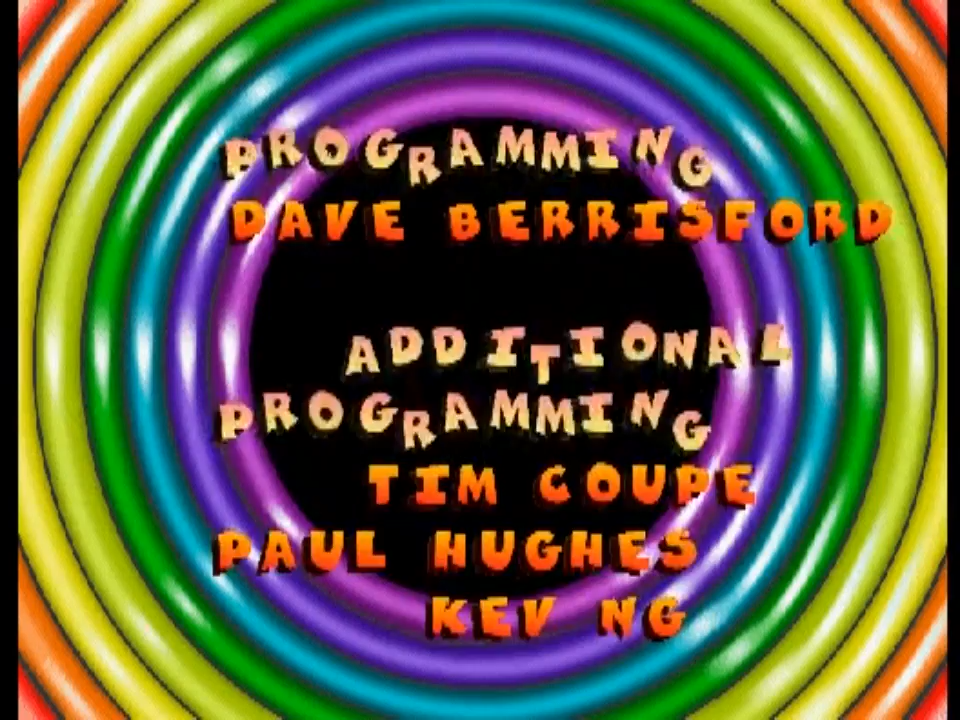 PROGRAMMING
DAVE BERRISFORD
ADDITIONAL
PROGRAMMING
TIM COUPE
PAUL HUGHES
KEV NG